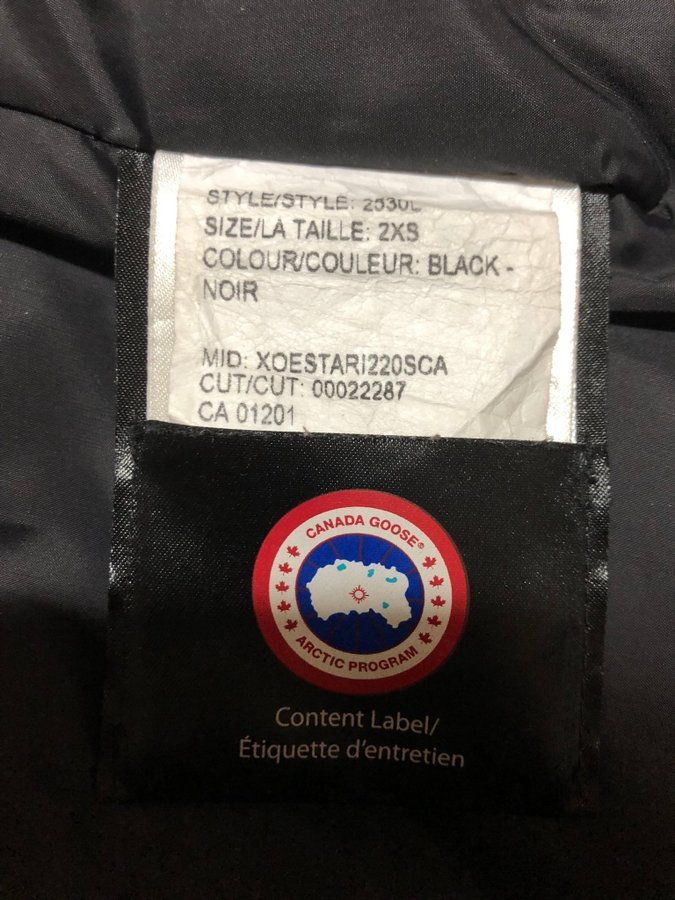 STYLE/STYLE: 2530L
SIZE/LA TAILLE: 2XS
COLOUR/COULEUR: BLACK -
NOIR
MID: XOESTARI220SCA
CUT/CUT: 00022287
CA 01201
CANADA GOOSE®
ARCTIC PROGRAM
Content Label/
Étiquette d'entretien